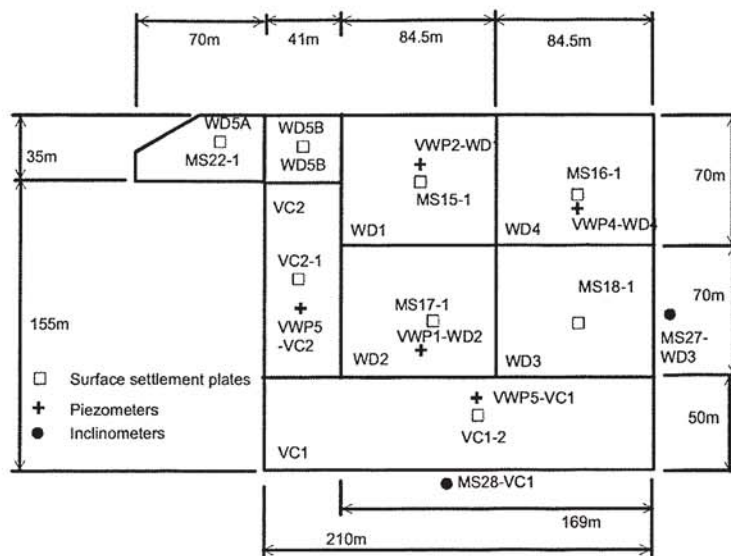 70m
41m
84.5m
84.5m
35m
155m
WD5A
MS22-1
WD5B
WD5B
VWP2-WD1
MS15-1
WD1
MS16-1
VWP4-WD4
WD4
70m
VC2
VC2-1
VWP5
-VC2
MS17-1
VWP1-WD2
WD2
MS18-1
WD3
70m
MS27-
WD3
Surface settlement plates
Piezometers
Inclinometers
VWP5-VC1
VC1-2
VC1
50m
MS28-VC1
169m
210m